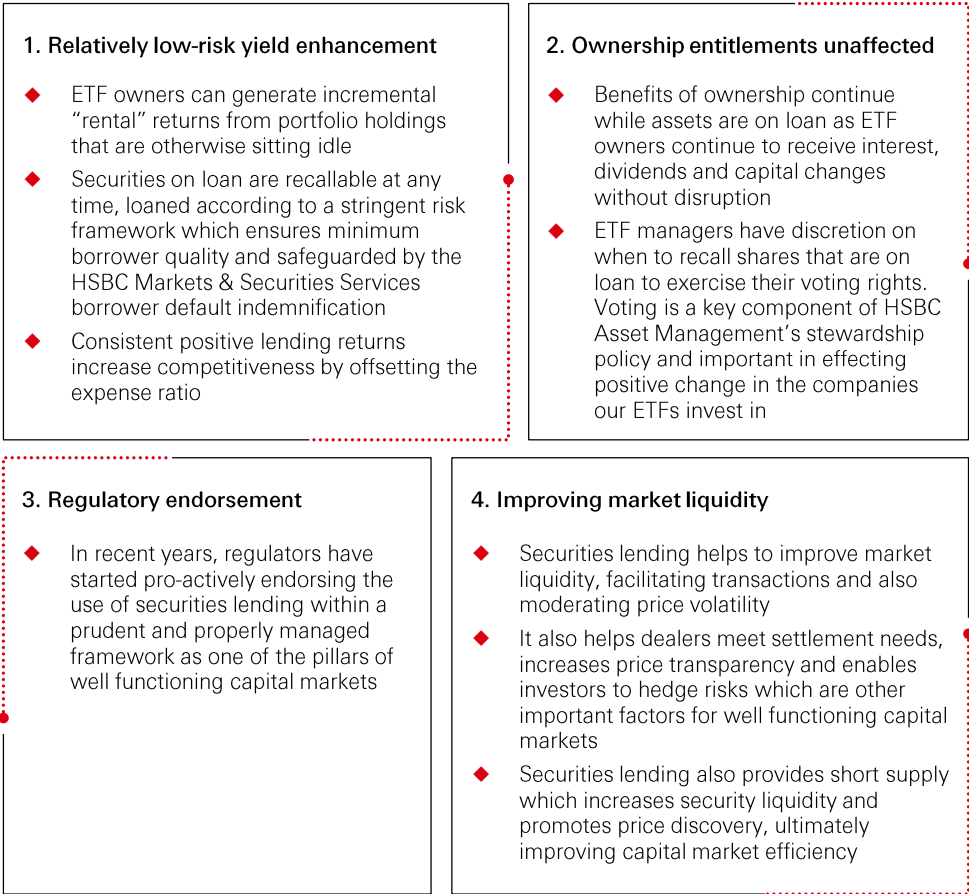 1. Relatively low-risk yield enhancement
ETF owners can generate incremental
“rental” returns from portfolio holdings
that are otherwise sitting idle
Securities on loan are recallable at any
time, loaned according to a stringent risk
framework which ensures minimum
borrower quality and safeguarded by the
HSBC Markets & Securities Services
borrower default indemnification
Consistent positive lending returns
increase competitiveness by offsetting the
expense ratio
2. Ownership entitlements unaffected
Benefits of ownership continue
while assets are on loan as ETF
owners continue to receive interest,
dividends and capital changes
without disruption
ETF managers have discretion on
when to recall shares that are on
loan to exercise their voting rights.
Voting is a key component of HSBC
Asset Management’s stewardship
policy and important in effecting
positive change in the companies
our ETFs invest in
3. Regulatory endorsement
In recent years, regulators have
started pro-actively endorsing the
use of securities lending within a
prudent and properly managed
framework as one of the pillars of
well functioning capital markets
4. Improving market liquidity
Securities lending helps to improve market
liquidity, facilitating transactions and also
moderating price volatility
It also helps dealers meet settlement needs,
increases price transparency and enables
investors to hedge risks which are other
important factors for well functioning capital
markets
Securities lending also provides short supply
which increases security liquidity and
promotes price discovery, ultimately
improving capital market efficiency